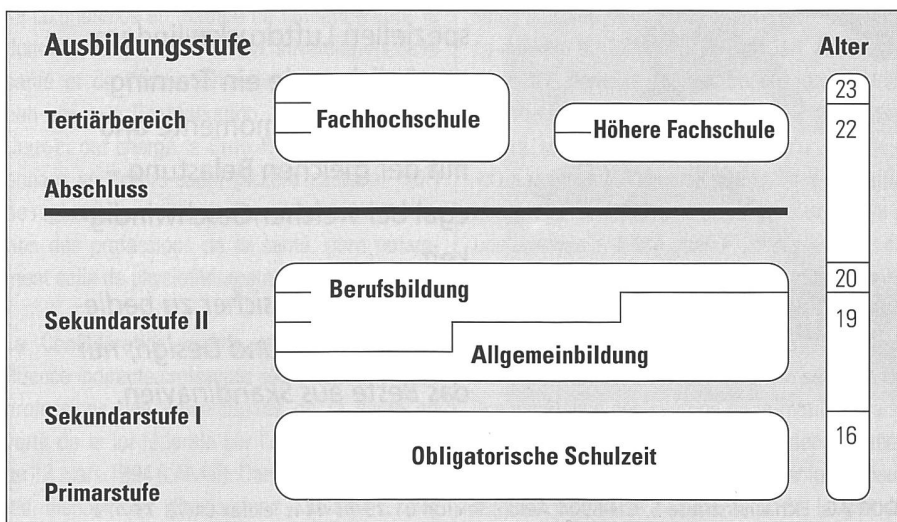 Ausbildungsstufe Alter
23
Tertiärbereich Fachhochschule Höhere Fachschule 22
Abschluss
Berufsbildung 20
Sekundarstufe II 19
Allgemeinbildung
Sekundarstufe I 16
Obligatorische Schulzeit
Primarstufe